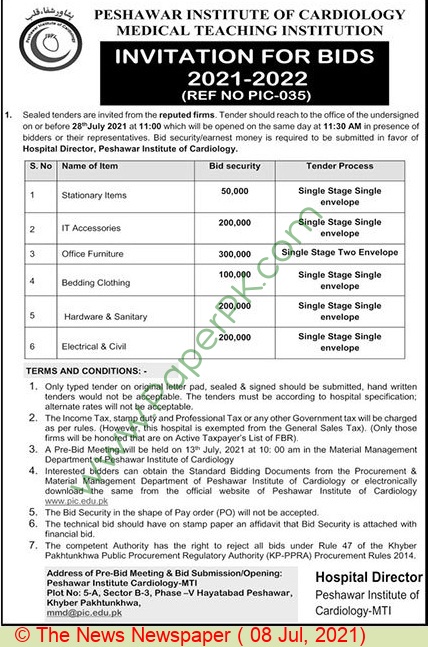 PESHAWAR INSTITUTE OF CARDIOLOGY
MEDICAL TEACHING INSTITUTION
INVITATION FOR BIDS
2021-2022
(REF NO PIC-035)
1. Sealed tenders are invited from the reputed firms. Tender should reach to the office of the undersigned
on or before 28th July 2021 at 11:00 which will be opened on the same day at 11:30 AM in presence of
bidders or their representatives. Bid security/earnest money is required to be submitted in favor of
Hospital Director, Peshawar Institute of Cardiology.
S. No Name of Item Bid security Tender Process
1 Stationary Items 50,000 Single Stage Single
envelope
2 IT Accessories 200,000 Single Stage Single
envelope
3 Office Furniture 300,000 Single Stage Two Envelope
4 Bedding Clothing 100,000 Single Stage Single
envelope
5 Hardware & Sanitary 200,000 Single Stage Single
envelope
6 Electrical & Civil 200,000 Single Stage Single
envelope
TERMS AND CONDITIONS: -
1. Only typed tender on original letter pad, sealed & signed should be submitted, hand written
tenders would not be acceptable. The tenders must be according to hospital specification;
alternate rates will not be acceptable.
2. The Income Tax, stamp duty and Professional Tax or any other Government tax will be charged
as per rules. (However, this hospital is exempted from the General Sales Tax). (Only those
firms will be honored that are on Active Taxpayer's List of FBR).
3. A Pre-Bid Meeting will be held on 13th July, 2021 at 10: 00 am in the Material Management
Department of Peshawar Institute of Cardiology
4. Interested bidders can obtain the Standard Bidding Documents from the Procurement &
Material Management Department of Peshawar Institute of Cardiology or electronically
download the same from the official website of Peshawar Institute of Cardiology
www.pic.edu.pk
5. The Bid Security in the shape of Pay order (PO) will not be accepted.
6. The technical bid should have on stamp paper an affidavit that Bid Security is attached with
financial bid.
7. The competent Authority has the right to reject all bids under Rule 47 of the Khyber
Pakhtunkhwa Public Procurement Regulatory Authority (KP-PPRA) Procurement Rules 2014.
Address of Pre-Bid Meeting & Bid Submission/Opening:
Peshawar Institute Cardiology-MTI
Plot No: 5-A, Sector B-3, Phase –V Hayatabad Peshawar,
Khyber Pakhtunkhwa,
mmd@pic.edu.pk
Hospital Director
Peshawar Institute of
Cardiology-MTI
www.PaperPk.com
© The News Newspaper ( 08 Jul, 2021)